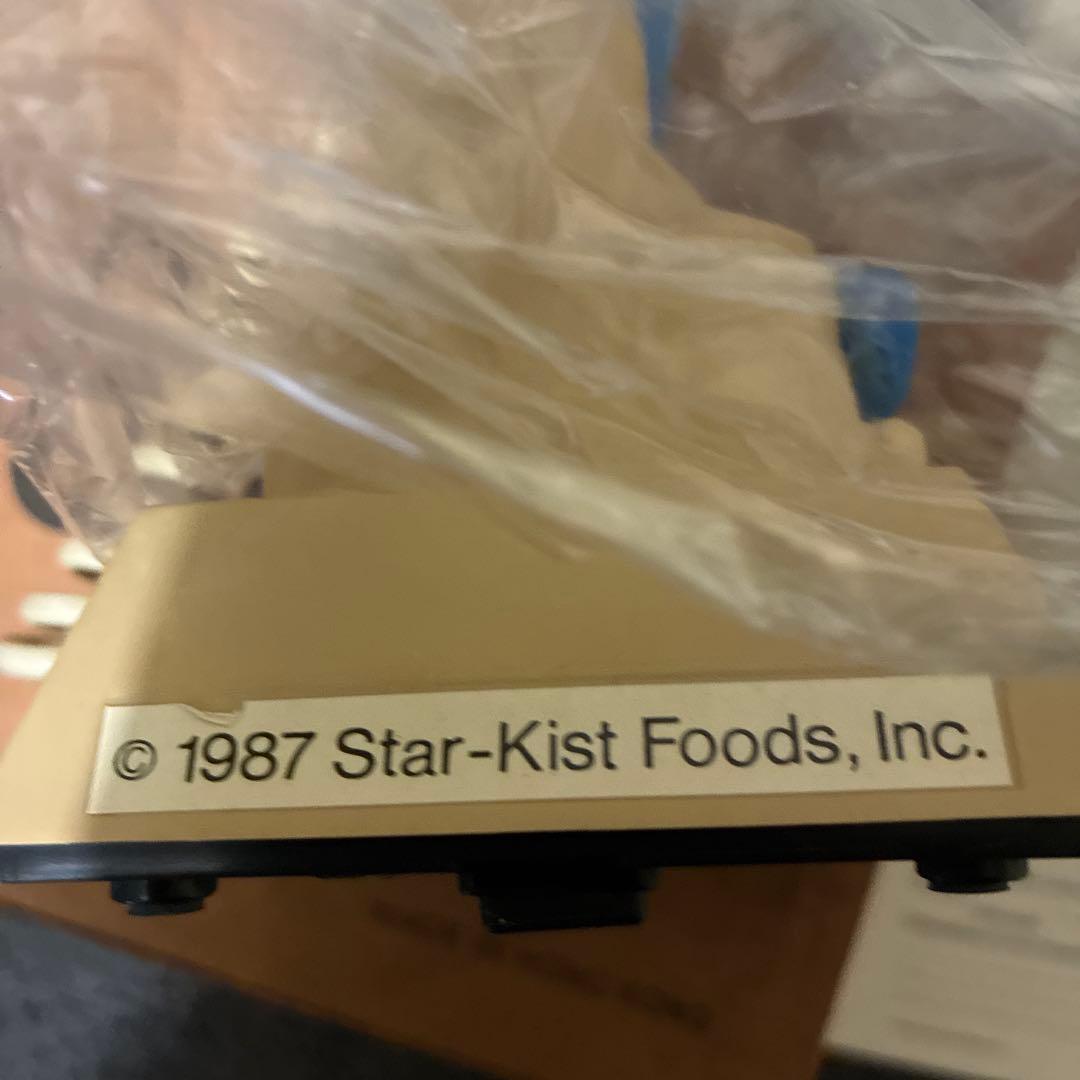 © 1987 Star-Kist Foods, Inc.